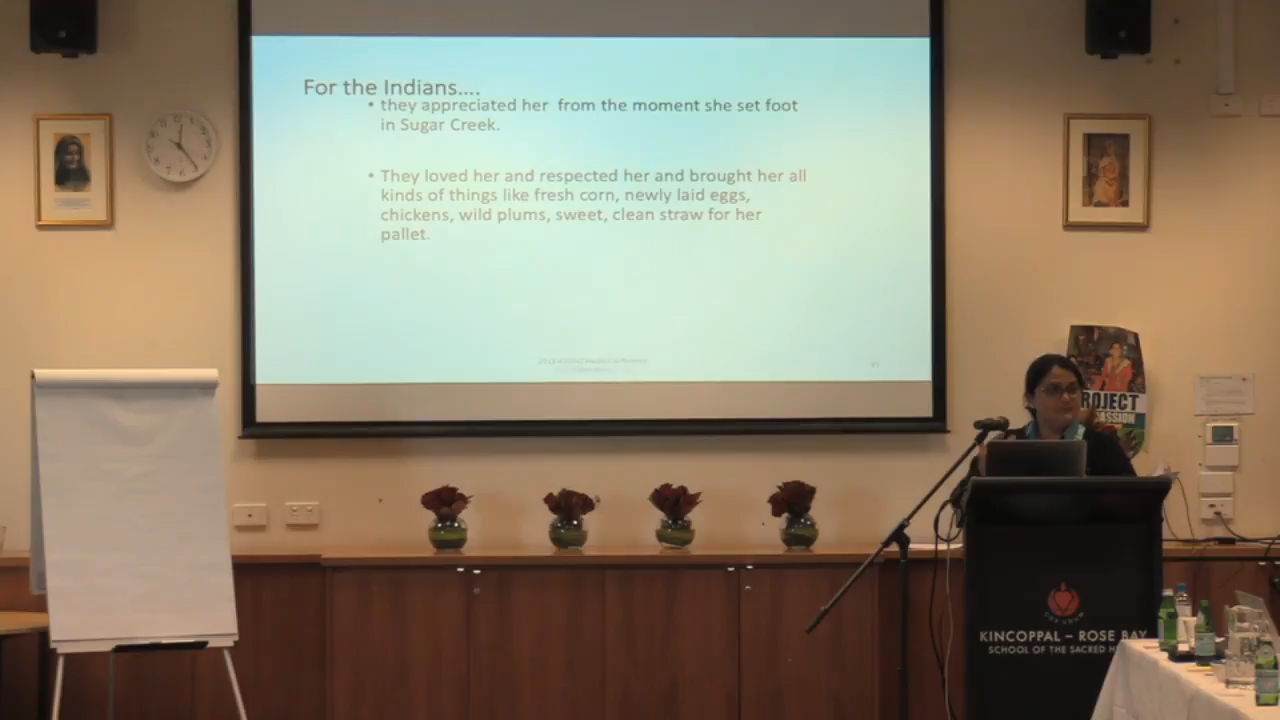 For the Indians....
• they appreciated her from the moment she set foot
in Sugar Creek.
• They loved her and respected her and brought her all
kinds of things like fresh corn, newly laid eggs,
chickens, wild plums, sweet, clean straw for her
pallet.
KINCOPPAL – ROSE BAY
SCHOOL OF THE SACRED